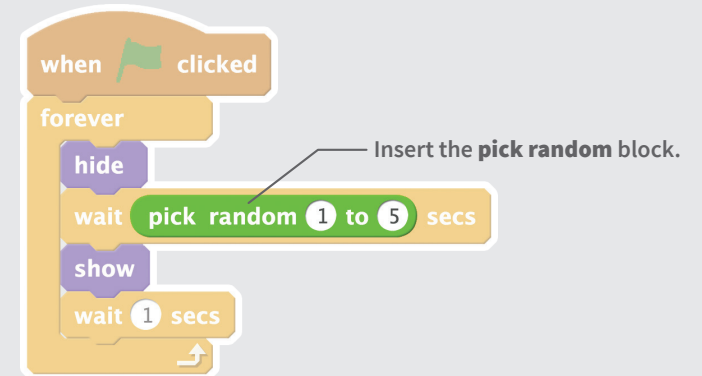 when clicked
forever
hide
Insert the pick random block.
wait pick random 1 to 5 secs
show
wait 1 secs